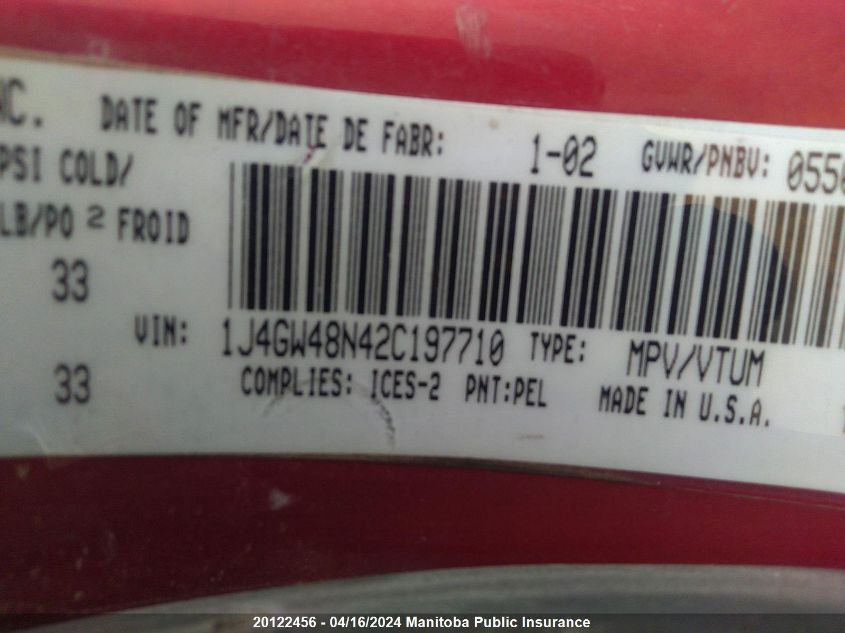 NC. DATE OF MFR/DATE DE FABR: 1-02 GVWR/PNBV: 0550
PSI COLD/
LB/PO 2 FROID
33
VIN: 1J4GW48N42C197710 TYPE: MPV/VTUM
33 COMPLIES: ICES-2 PNT:PEL MADE IN U.S.A.
20122456 - 04/16/2024 Manitoba Public Insurance